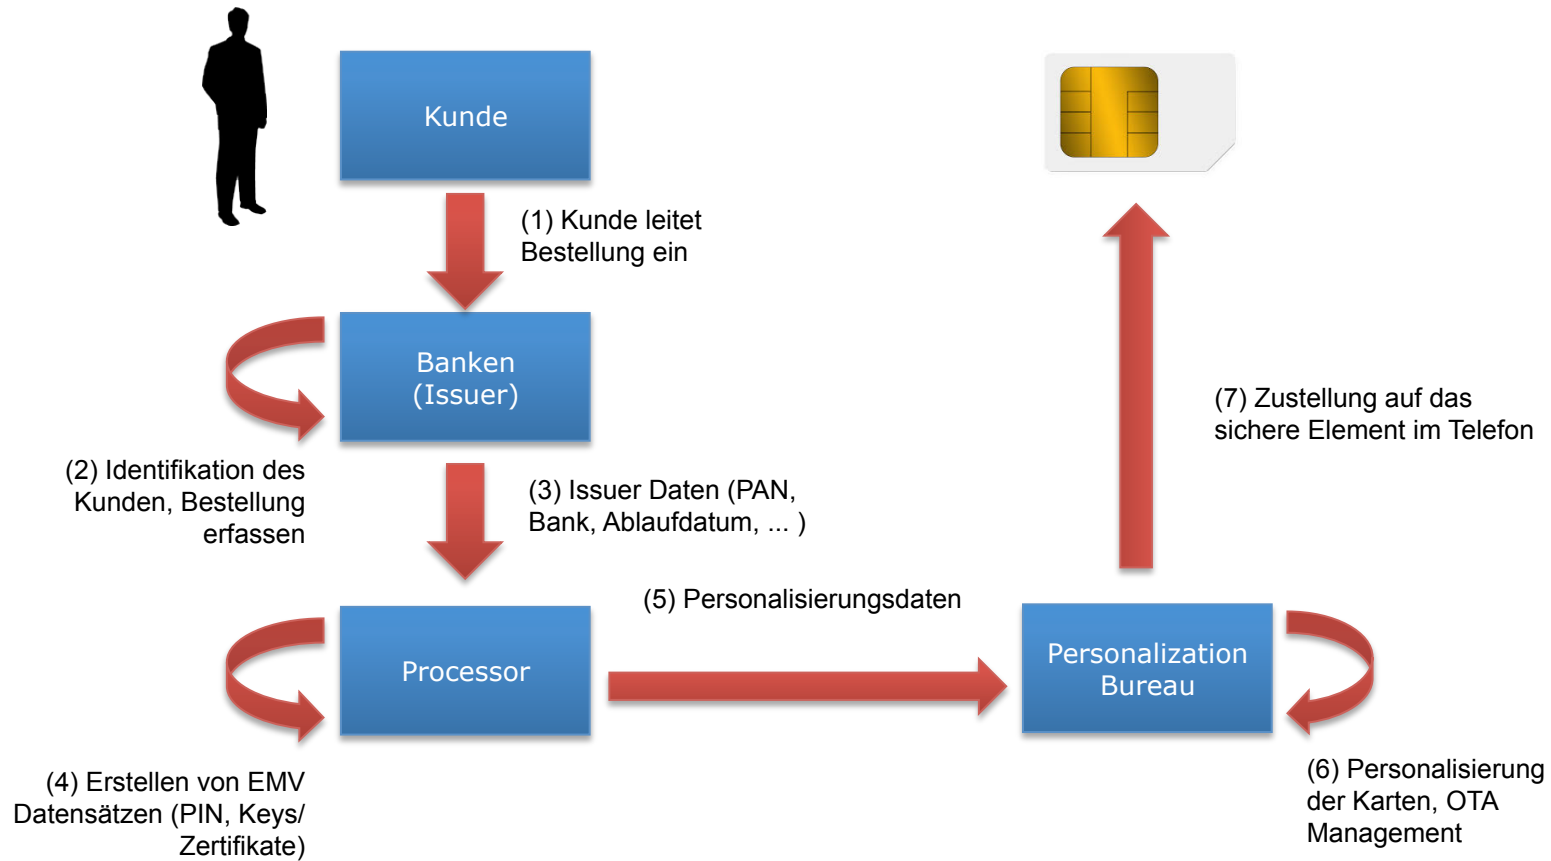 Kunde
(1) Kunde leitet
Bestellung ein
Banken
(Issuer)
(2) Identifikation des
Kunden, Bestellung
erfassen
(3) Issuer Daten (PAN,
Bank, Ablaufdatum, ... )
Processor
(4) Erstellen von EMV
Datensätzen (PIN, Keys/
Zertifikate)
(5) Personalisierungsdaten
Personalization
Bureau
(6) Personalisierung
der Karten, OTA
Management
(7) Zustellung auf das
sichere Element im Telefon